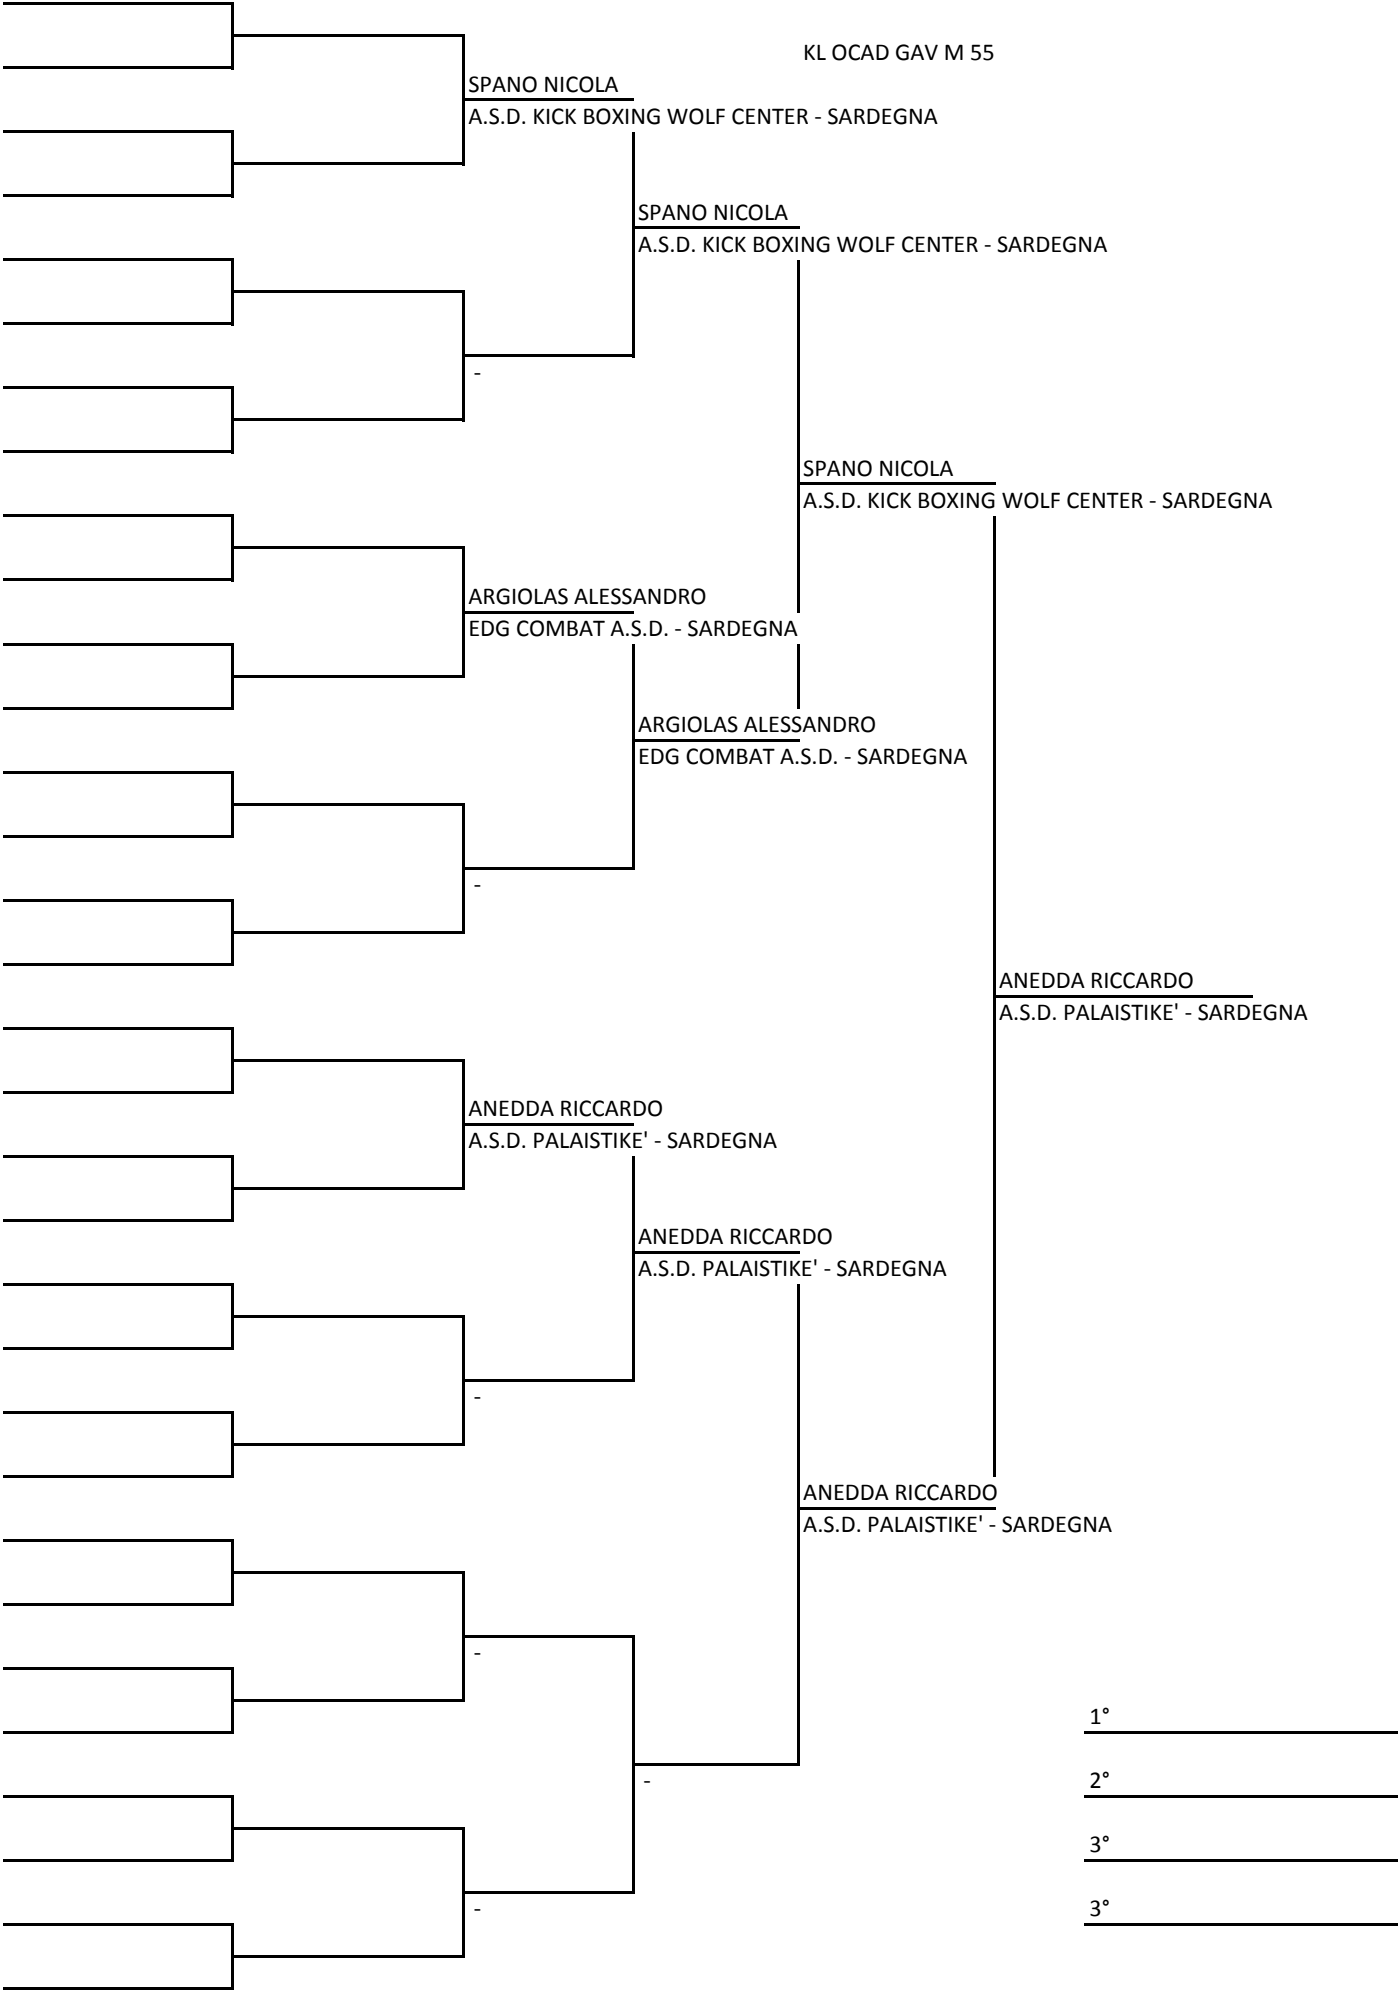 KL OCAD GAV M 55
SPANO NICOLA
A.S.D. KICK BOXING WOLF CENTER - SARDEGNA
SPANO NICOLA
A.S.D. KICK BOXING WOLF CENTER - SARDEGNA
-
SPANO NICOLA
A.S.D. KICK BOXING WOLF CENTER - SARDEGNA
ARGIOLAS ALESSANDRO
EDG COMBAT A.S.D. - SARDEGNA
ARGIOLAS ALESSANDRO
EDG COMBAT A.S.D. - SARDEGNA
-
ANEDDA RICCARDO
A.S.D. PALAISTIKE' - SARDEGNA
ANEDDA RICCARDO
A.S.D. PALAISTIKE' - SARDEGNA
ANEDDA RICCARDO
A.S.D. PALAISTIKE' - SARDEGNA
-
ANEDDA RICCARDO
A.S.D. PALAISTIKE' - SARDEGNA
-
1°
-
2°
3°
-
3°